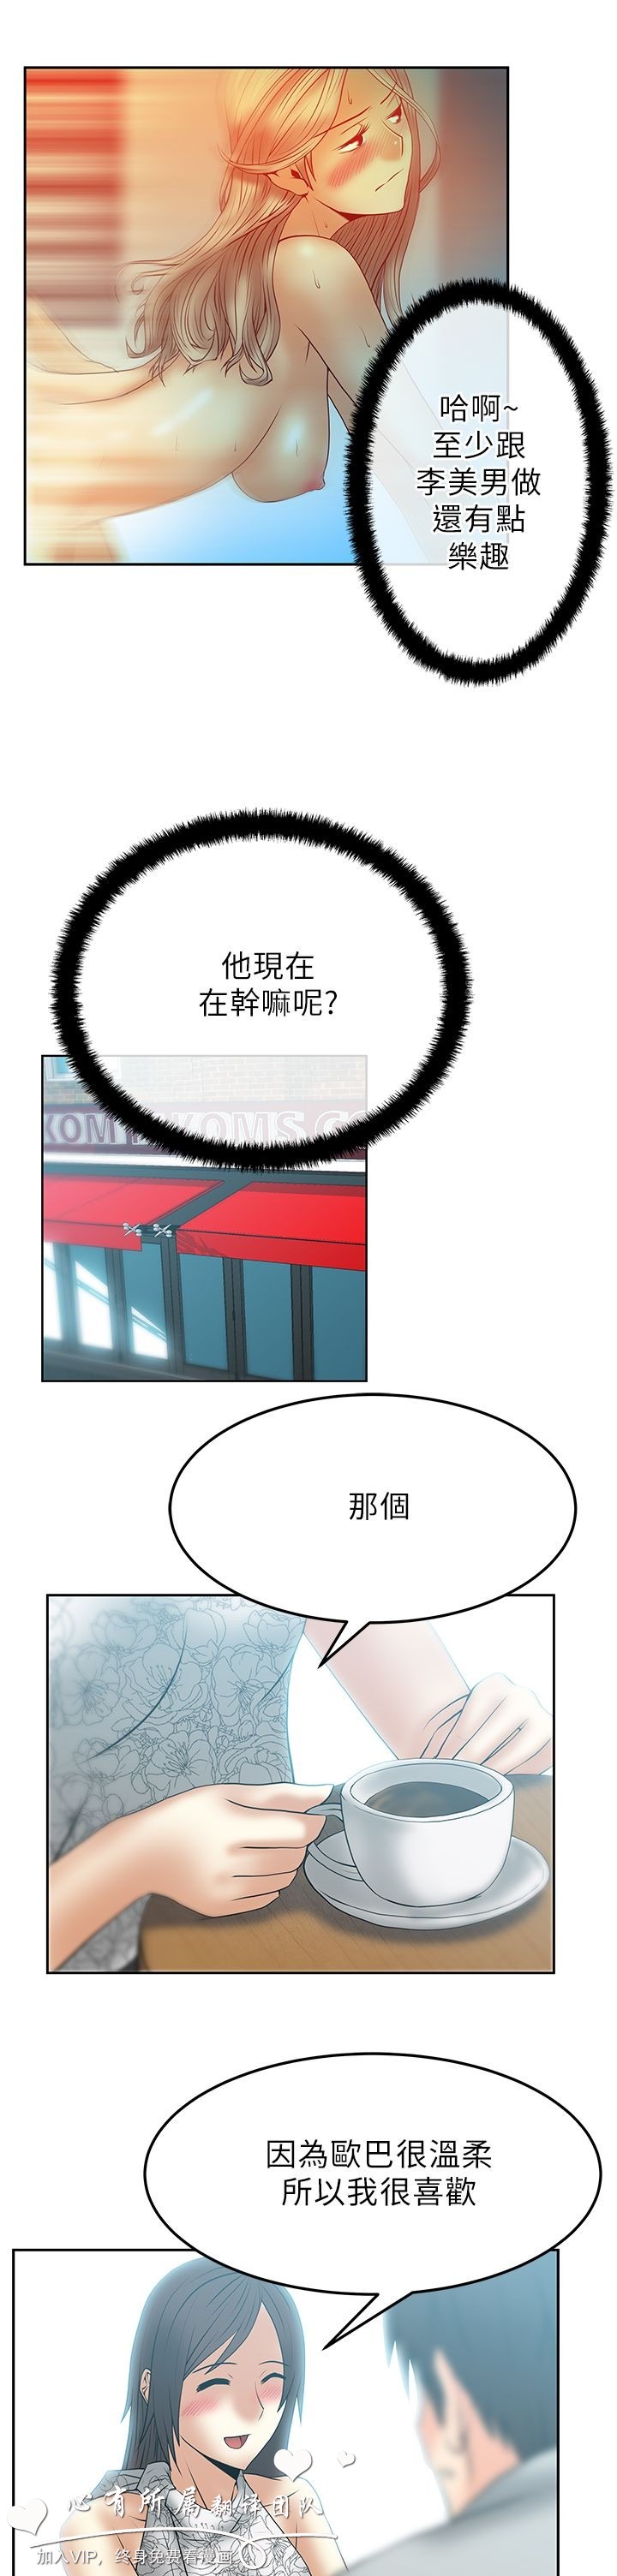 哈啊~
至少跟
李美男做
還有點
樂趣
他現在
在幹嘛呢?
KOM
KOMS G
那個
因為歐巴很溫柔
所以我很喜歡
心有所属翻译团队
加入VIP，终身免费看漫画